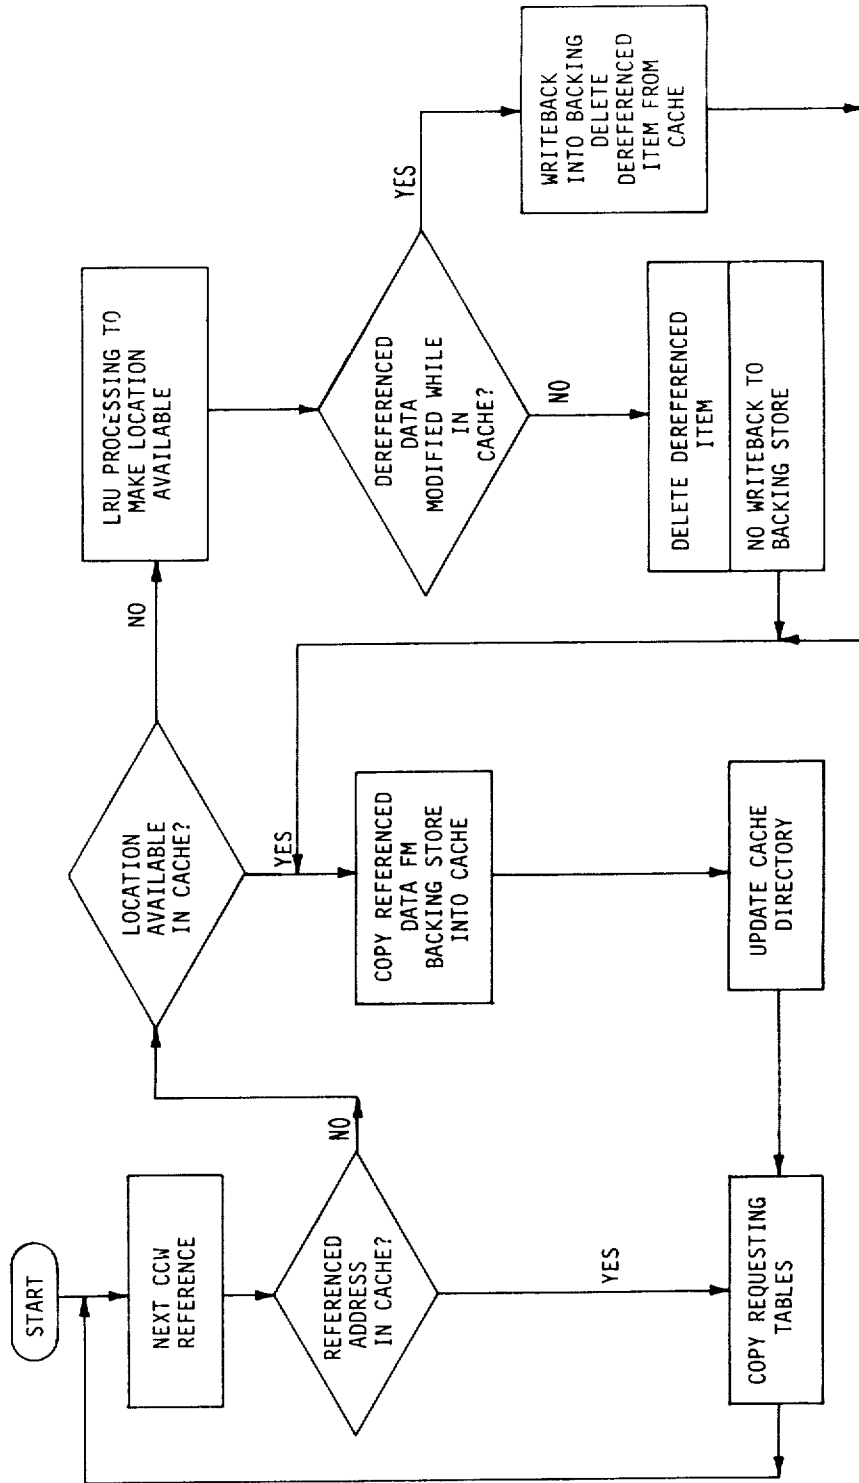 START
NEXT CCW
REFERENCE
REFERENCED
ADDRESS
IN CACHE?
NO
YES
COPY REQUESTING
TABLES
LOCATION
AVAILABLE
IN CACHE?
NO
YES
COPY REFERENCED
DATA FM
BACKING STORE
INTO CACHE
UPDATE CACHE
DIRECTORY
LRU PROCESSING TO
MAKE LOCATION
AVAILABLE
DEREFERENCED
DATA
MODIFIED WHILE
IN
CACHE?
YES
NO
DELETE DEREFERENCED
ITEM
NO WRITEBACK TO
BACKING STORE
WRITEBACK
INTO BACKING
DELETE
DEREFERENCED
ITEM FROM
CACHE